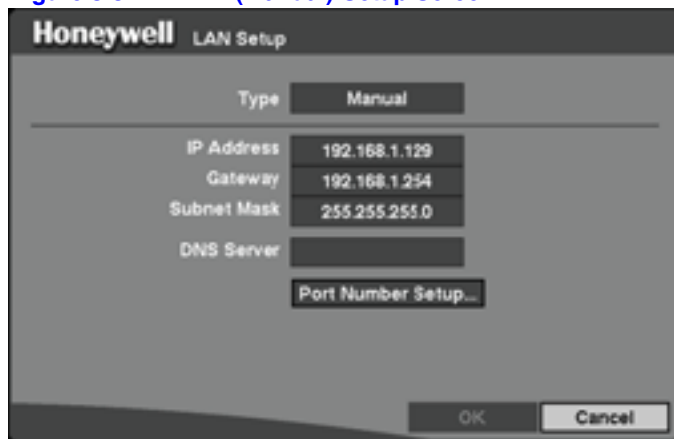 Honeywell LAN Setup
Type Manual
IP Address 192.168.1.129
Gateway 192.168.1.254
Subnet Mask 255.255.255.0
DNS Server
Port Number Setup...
OK Cancel